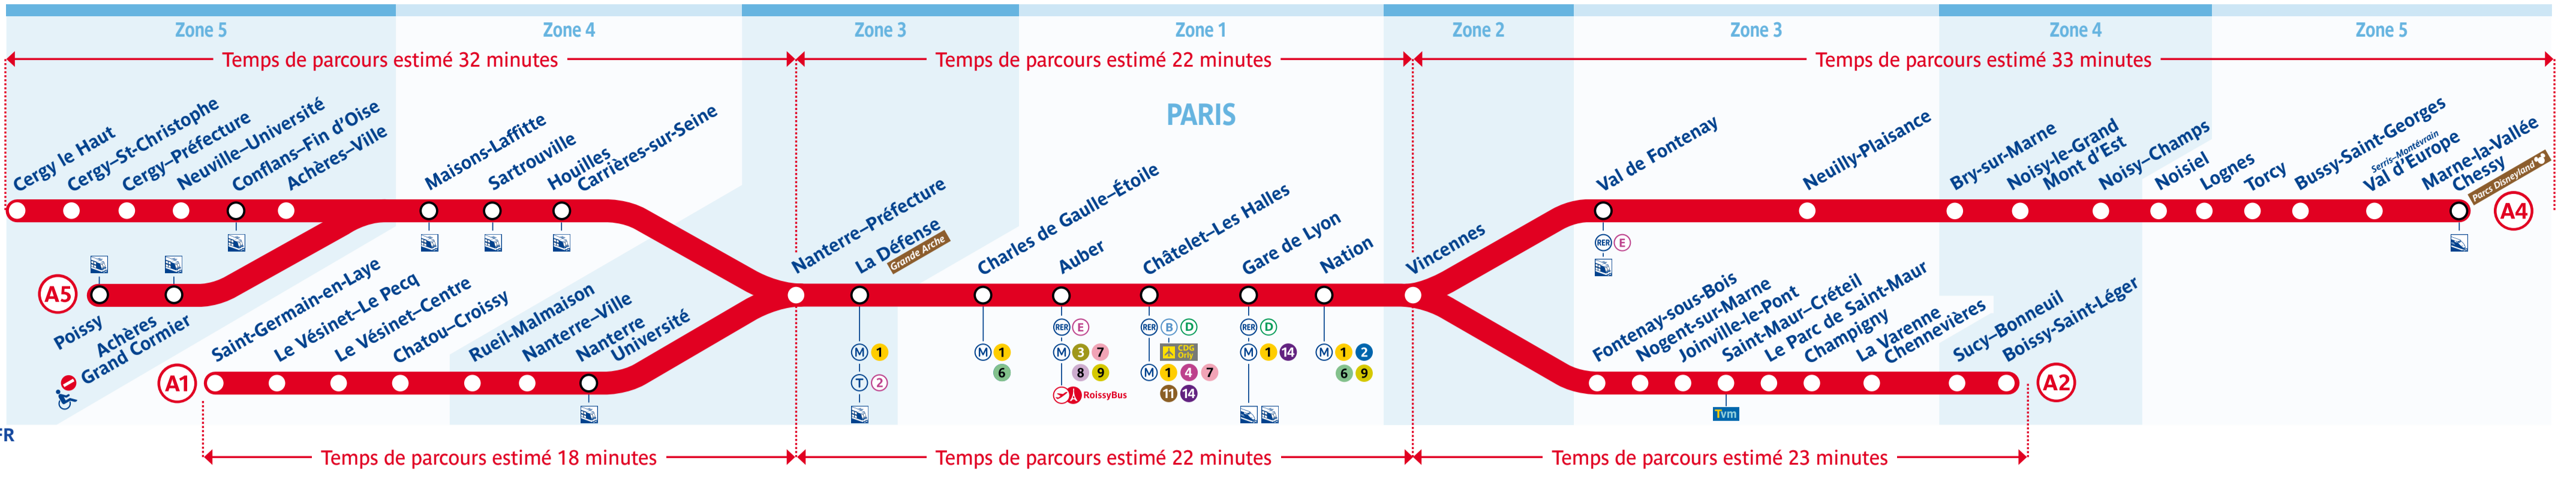 Zone 5
Zone 4
Zone 3
Zone 1
Zone 2
Zone 3
Zone 4
Zone 5
Temps de parcours estimé 32 minutes
Temps de parcours estimé 22 minutes
Temps de parcours estimé 33 minutes
PARIS
Cergy le Haut
Cergy–St-Christophe
Cergy–Préfecture
Neuville–Université
Conflans–Fin d'Oise
Achères–Ville
Maisons-Laffitte
Sartrouville
Houilles
Carrières-sur-Seine
A5
Poissy
Achères
Grand Cormier
A1
Saint-Germain-en-Laye
Le Vésinet–Le Pecq
Le Vésinet–Centre
Chatou–Croissy
Rueil-Malmaison
Nanterre–Ville
Nanterre
Université
Nanterre–Préfecture
La Défense
Grande Arche
M 1
T 2
Charles de Gaulle–Étoile
M 1
6
Auber
RER E
M 3 7
8 9
RoissyBus
Châtelet–Les Halles
RER B D
CDG
Orly
M 1 4 7
11 14
Gare de Lyon
RER D
M 1 14
Nation
M 1 2
6 9
Vincennes
Val de Fontenay
RER E
Neuilly-Plaisance
Bry-sur-Marne
Noisy-le-Grand
Mont d'Est
Noisy–Champs
Noisiel
Lognes
Torcy
Bussy-Saint-Georges
Serris–Montévrain
Val d'Europe
Marne-la-Vallée
Chessy
Parcs Disneyland
A4
Fontenay-sous-Bois
Nogent-sur-Marne
Joinville-le-Pont
Saint-Maur–Créteil
Tvm
Le Parc de Saint-Maur
Champigny
La Varenne
Chennevières
Sucy–Bonneuil
Boissy-Saint-Léger
A2
FR
Temps de parcours estimé 18 minutes
Temps de parcours estimé 22 minutes
Temps de parcours estimé 23 minutes